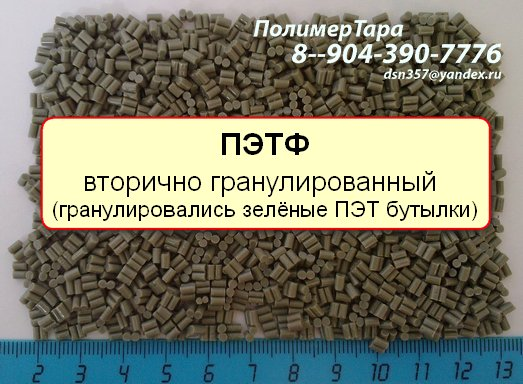 ПолимерТара
8--904-390-7776
dsn357@yandex.ru
ПЭТФ
вторично гранулированный
(гранулировались зелёные ПЭТ бутылки)
2 3 4 5 6 7 8 9 10 11 12 13